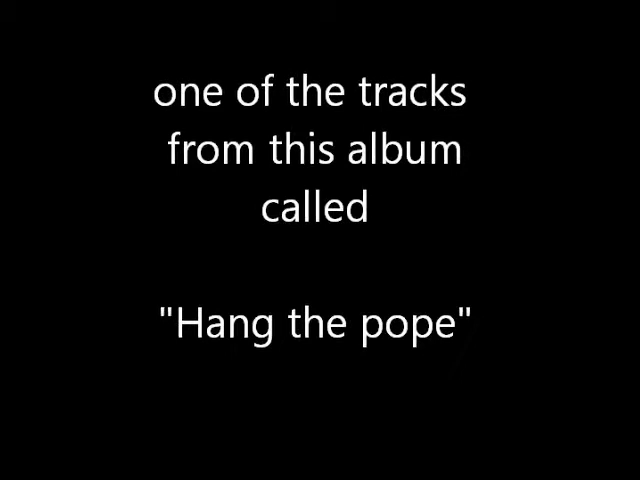 one of the tracks
from this album
called
"Hang the pope"